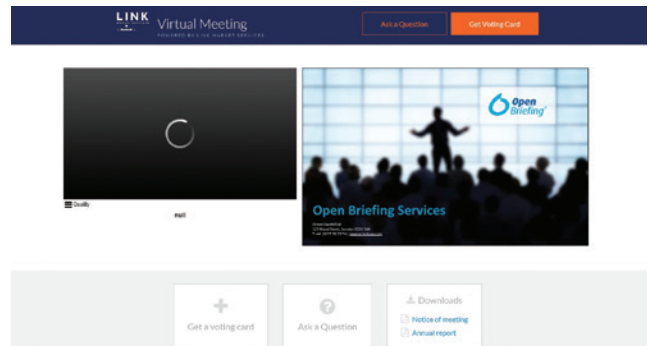 LINK
Virtual Meeting
POWERED BY LINK MARKET SERVICES
Ask a Question
Get Voting Card
Open
Briefing
Quality
null
Open Briefing Services
Get a voting card
Ask a Question
Downloads
Notice of meeting
Annual report